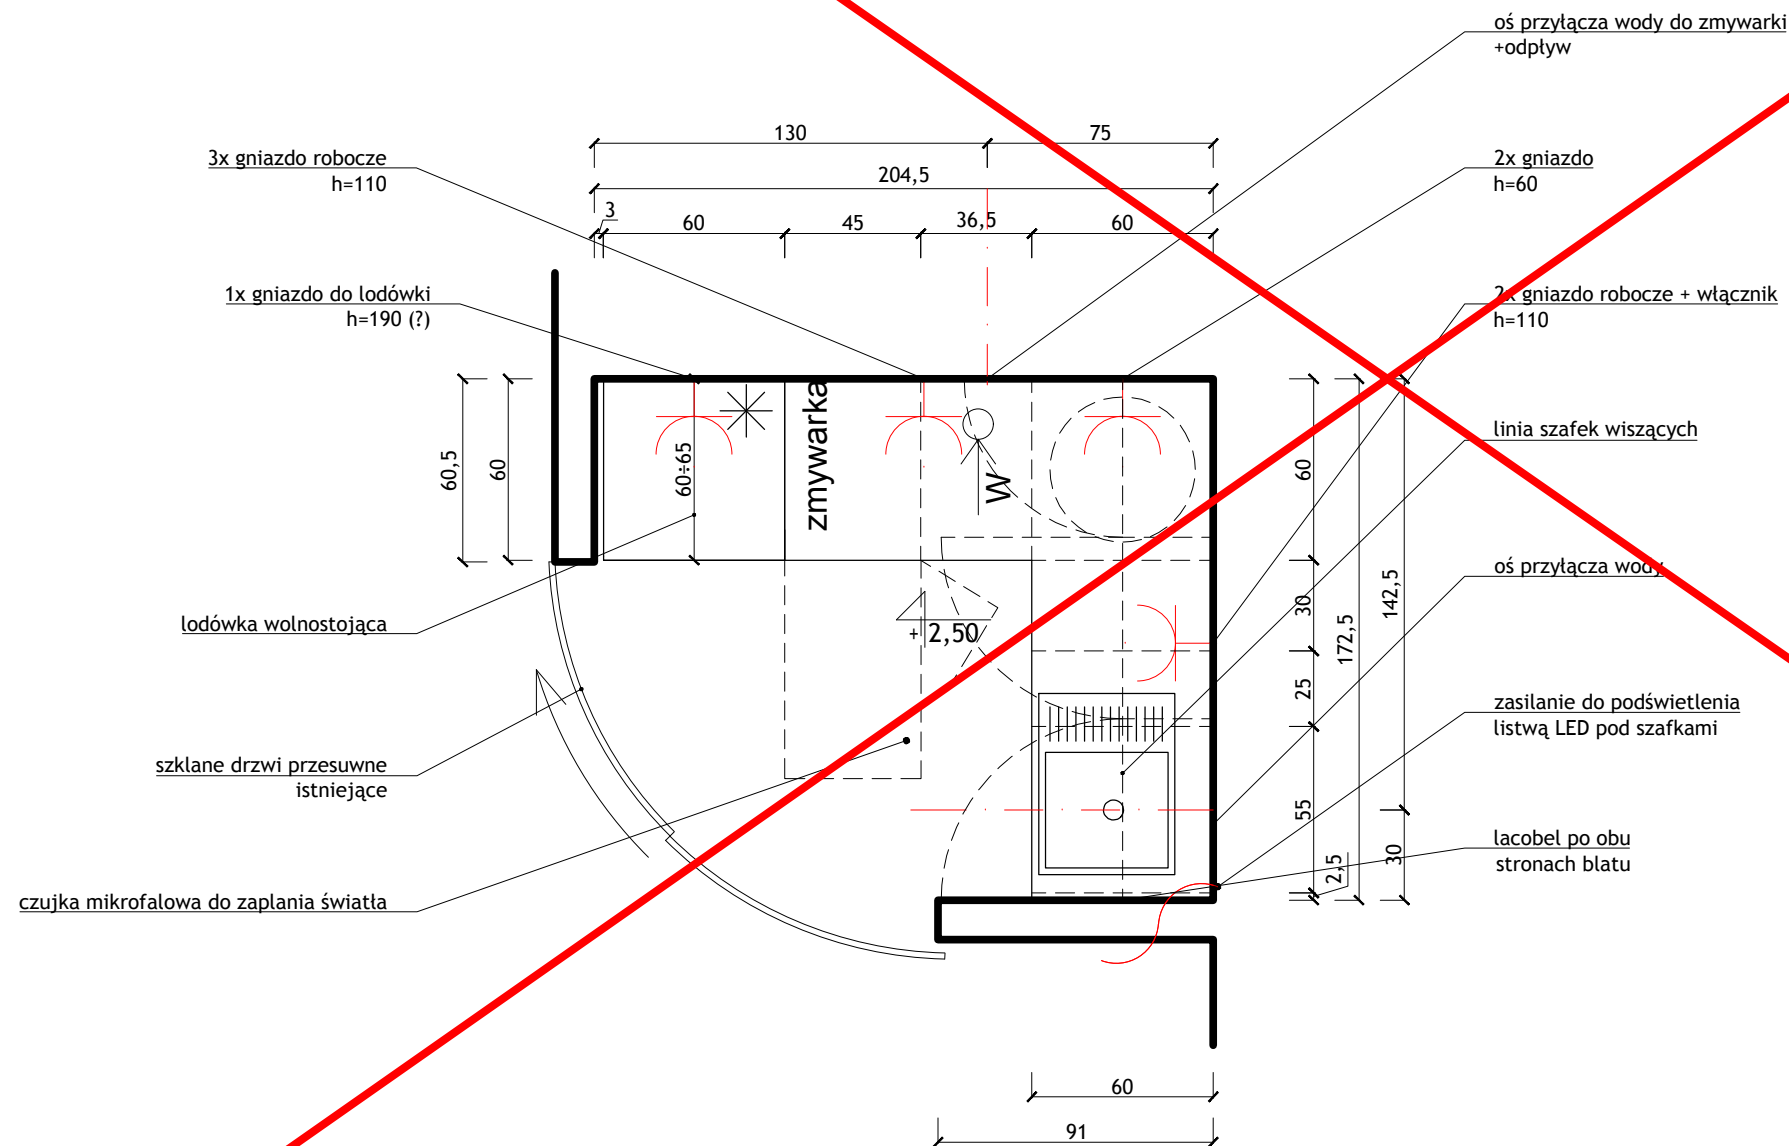 oś przyłącza wody do zmywarki
+odpływ
130
75
3x gniazdo robocze
h=110
2x gniazdo
h=60
204,5
3
60
45
36,5
60
1x gniazdo do lodówki
h=190 (?)
2x gniazdo robocze + włącznik
h=110
zmywarka
W
60,5
60
60÷65
60
linia szafek wiszących
oś przyłącza wody
30
142,5
172,5
+ 2,50
lodówka wolnostojąca
25
zasilanie do podświetlenia
listwą LED pod szafkami
szklane drzwi przesuwne
istniejące
55
lacobel po obu
stronach blatu
2,5
30
czujka mikrofalowa do zaplania światła
60
91